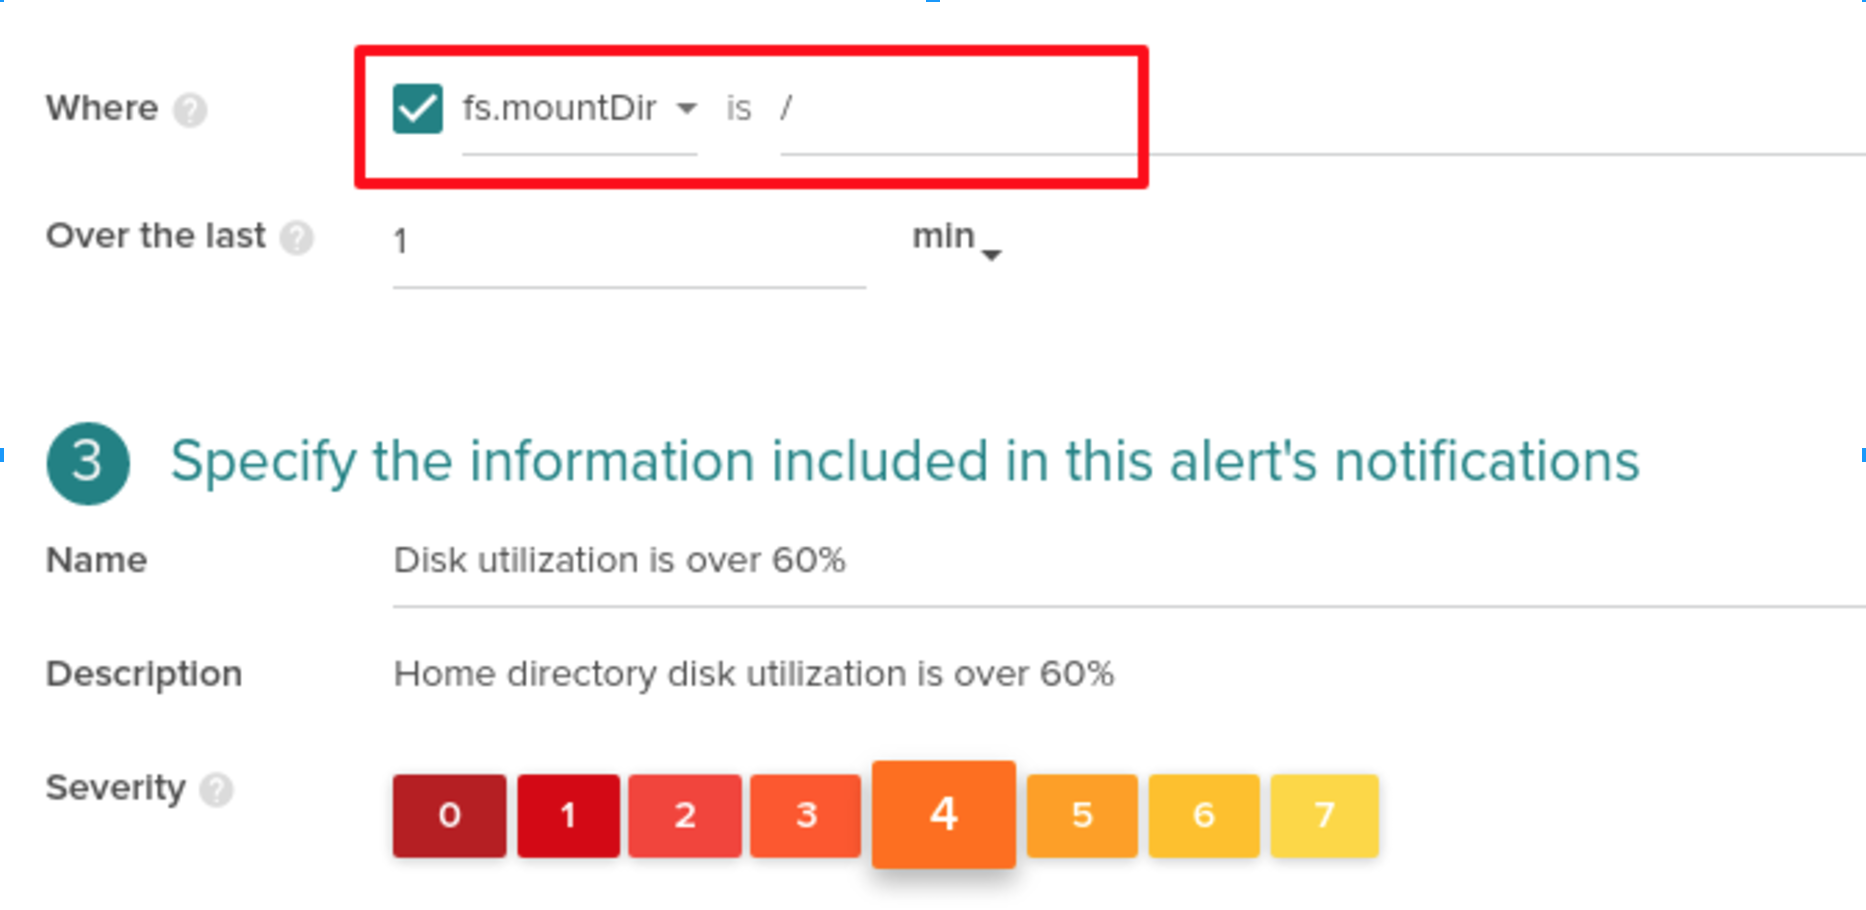 Where ? fs.mountDir is /
Over the last ? 1 min
3 Specify the information included in this alert's notifications
Name Disk utilization is over 60%
Description Home directory disk utilization is over 60%
Severity ? 0 1 2 3 4 5 6 7